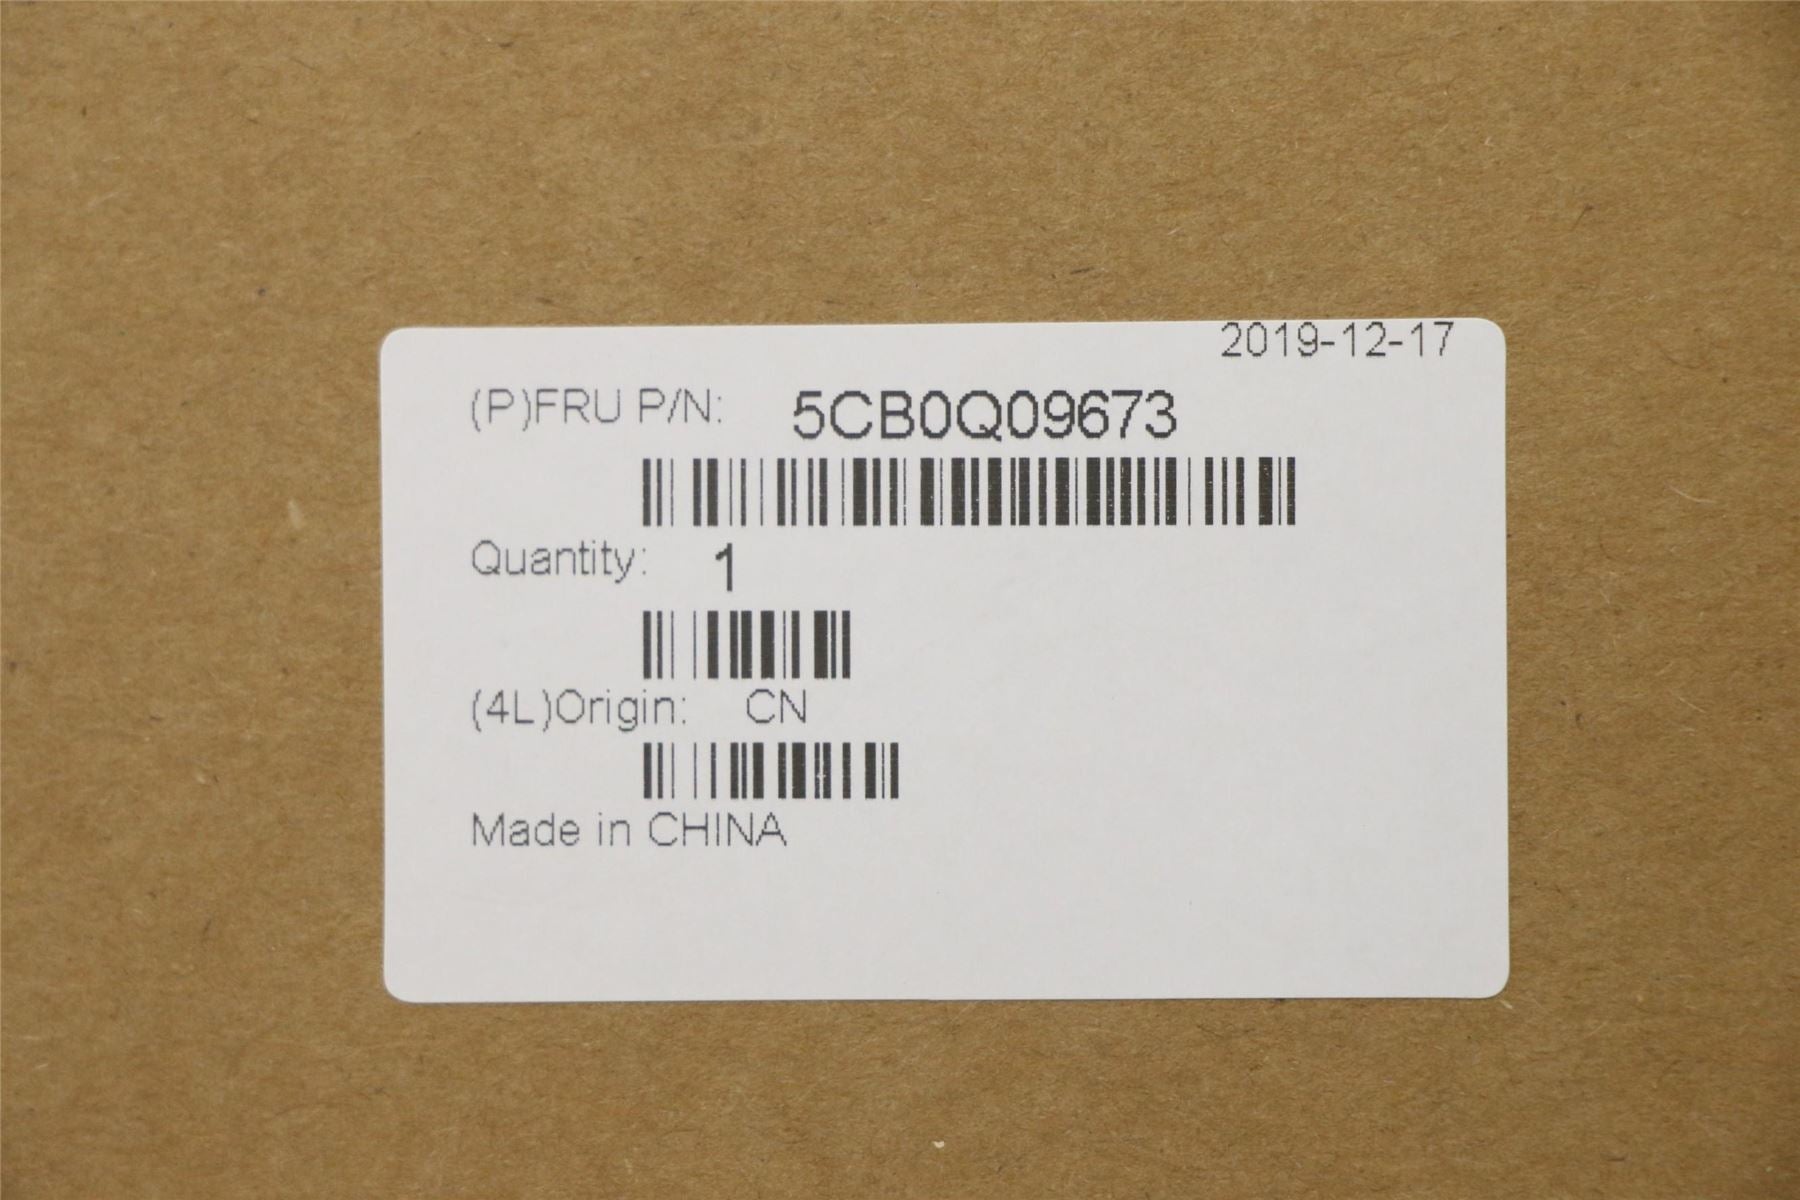 2019-12-17
(P)FRU P/N: 5CB0Q09673
Quantity: 1
(4L)Origin: CN
Made in CHINA